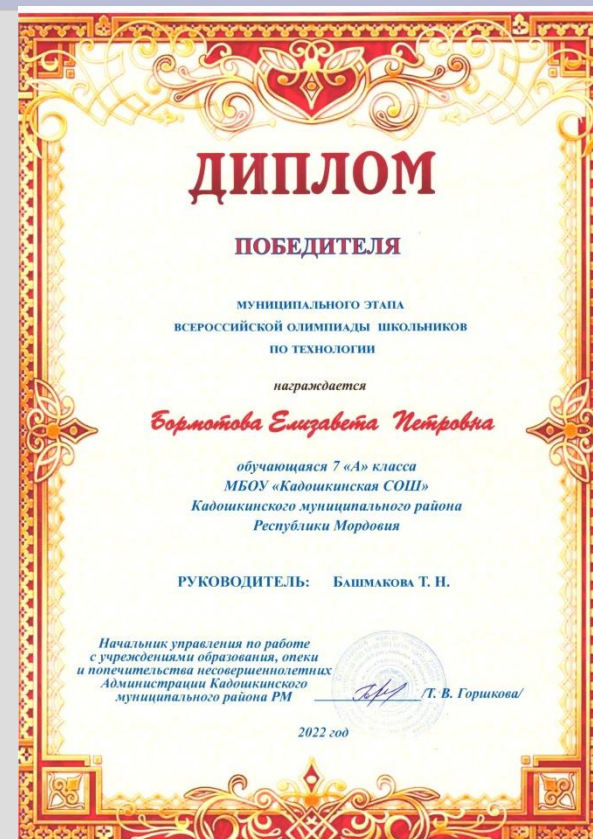 ДИПЛОМ
ПОБЕДИТЕЛЯ
МУНИЦИПАЛЬНОГО ЭТАПА
ВСЕРОССИЙСКОЙ ОЛИМПИАДЫ ШКОЛЬНИКОВ
ПО ТЕХНОЛОГИИ
награждается
Бормотова Елизавета Петровна
обучающаяся 7 «А» класса
МБОУ «Кадошкинская СОШ»
Кадошкинского муниципального района
Республики Мордовия
РУКОВОДИТЕЛЬ: БАШМАКОВА Т. Н.
Начальник управления по работе
с учреждениями образования, опеки
и попечительства несовершеннолетних
Администрации Кадошкинского
муниципального района РМ /Т. В. Горшкова/
2022 год